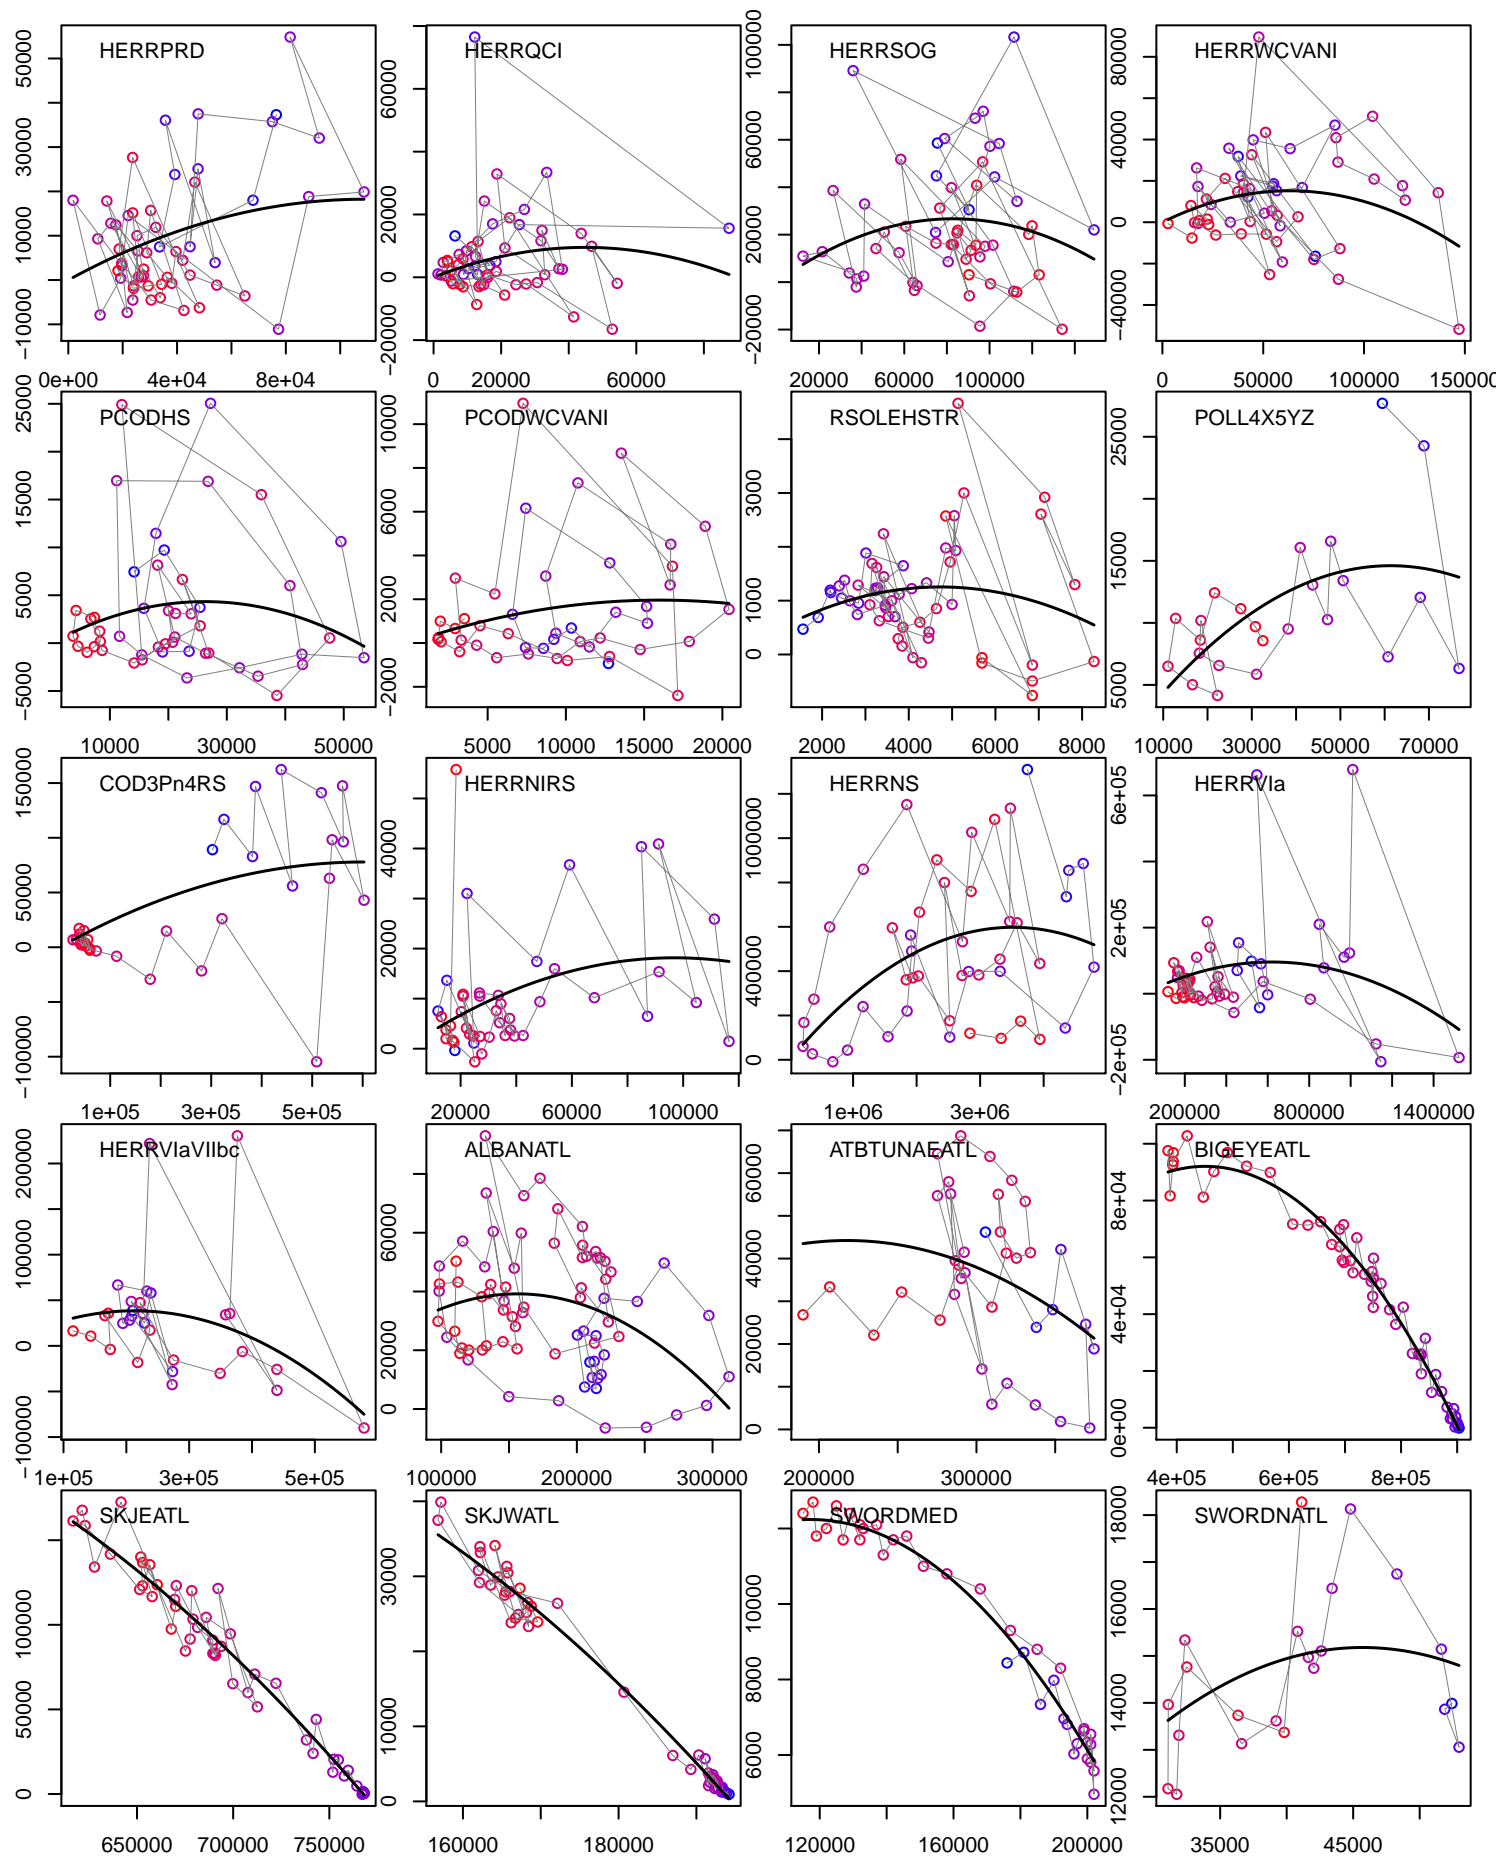 HERRPRD
HERRQCI
HERRSOG
HERRWCVANI
−10000 10000 30000 50000
−20000 0 20000 60000
−20000 20000 60000 100000
−40000 0 40000 80000
0e+00 4e+04 8e+04
0 20000 60000
20000 60000 100000
0 50000 100000 150000
PCODHS
PCODWCVANI
RSOLEHSTR
POLL4X5YZ
−5000 5000 15000 25000
−2000 2000 6000 10000
0 1000 3000
5000 15000 25000
10000 30000 50000
5000 10000 15000 20000
2000 4000 6000 8000
10000 30000 50000 70000
COD3Pn4RS
HERRNIRS
HERRNS
HERRVIa
−100000 0 50000 150000
0 20000 40000
0 400000 1000000
−2e+05 2e+05 6e+05
1e+05 3e+05 5e+05
20000 60000 100000
1e+06 3e+06
200000 800000 1400000
HERRVIaVIIbc
ALBANATL
ATBTUNAEATL
BIGEYEATL
−100000 0 100000 200000
0 20000 60000
0 20000 40000 60000
0e+00 4e+04 8e+04
1e+05 3e+05 5e+05
100000 200000 300000
200000 300000
4e+05 6e+05 8e+05
SKJEATL
SKJWATL
SWORDMED
SWORDNATL
0 50000 100000
0 10000 30000
6000 8000 10000
12000 14000 16000 18000
650000 700000 750000
160000 180000
120000 160000 200000
35000 45000